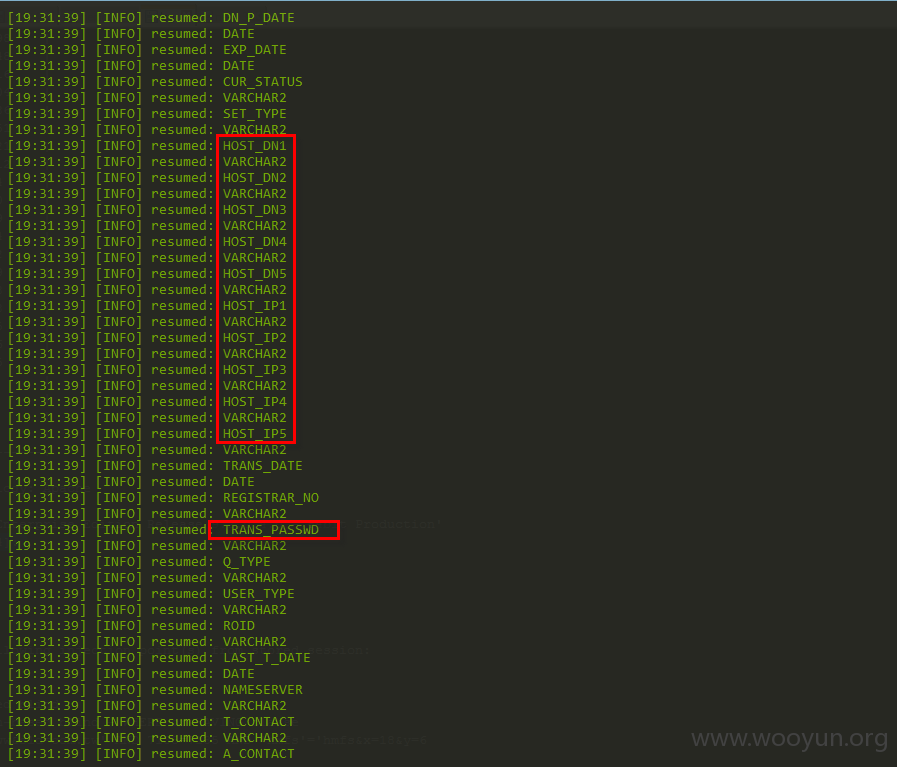 [19:31:39] [INFO] resumed: DN_P_DATE
[19:31:39] [INFO] resumed: DATE
[19:31:39] [INFO] resumed: EXP_DATE
[19:31:39] [INFO] resumed: DATE
[19:31:39] [INFO] resumed: CUR_STATUS
[19:31:39] [INFO] resumed: VARCHAR2
[19:31:39] [INFO] resumed: SET_TYPE
[19:31:39] [INFO] resumed: VARCHAR2
[19:31:39] [INFO] resumed: HOST_DN1
[19:31:39] [INFO] resumed: VARCHAR2
[19:31:39] [INFO] resumed: HOST_DN2
[19:31:39] [INFO] resumed: VARCHAR2
[19:31:39] [INFO] resumed: HOST_DN3
[19:31:39] [INFO] resumed: VARCHAR2
[19:31:39] [INFO] resumed: HOST_DN4
[19:31:39] [INFO] resumed: VARCHAR2
[19:31:39] [INFO] resumed: HOST_DN5
[19:31:39] [INFO] resumed: VARCHAR2
[19:31:39] [INFO] resumed: HOST_IP1
[19:31:39] [INFO] resumed: VARCHAR2
[19:31:39] [INFO] resumed: HOST_IP2
[19:31:39] [INFO] resumed: VARCHAR2
[19:31:39] [INFO] resumed: HOST_IP3
[19:31:39] [INFO] resumed: VARCHAR2
[19:31:39] [INFO] resumed: HOST_IP4
[19:31:39] [INFO] resumed: VARCHAR2
[19:31:39] [INFO] resumed: HOST_IP5
[19:31:39] [INFO] resumed: VARCHAR2
[19:31:39] [INFO] resumed: TRANS_DATE
[19:31:39] [INFO] resumed: DATE
[19:31:39] [INFO] resumed: REGISTRAR_NO
[19:31:39] [INFO] resumed: VARCHAR2
[19:31:39] [INFO] resumed: TRANS_PASSWD
[19:31:39] [INFO] resumed: VARCHAR2
[19:31:39] [INFO] resumed: Q_TYPE
[19:31:39] [INFO] resumed: VARCHAR2
[19:31:39] [INFO] resumed: USER_TYPE
[19:31:39] [INFO] resumed: VARCHAR2
[19:31:39] [INFO] resumed: ROID
[19:31:39] [INFO] resumed: VARCHAR2
[19:31:39] [INFO] resumed: LAST_T_DATE
[19:31:39] [INFO] resumed: DATE
[19:31:39] [INFO] resumed: NAMESERVER
[19:31:39] [INFO] resumed: VARCHAR2
[19:31:39] [INFO] resumed: T_CONTACT
[19:31:39] [INFO] resumed: VARCHAR2
[19:31:39] [INFO] resumed: A_CONTACT
www.wooyun.org